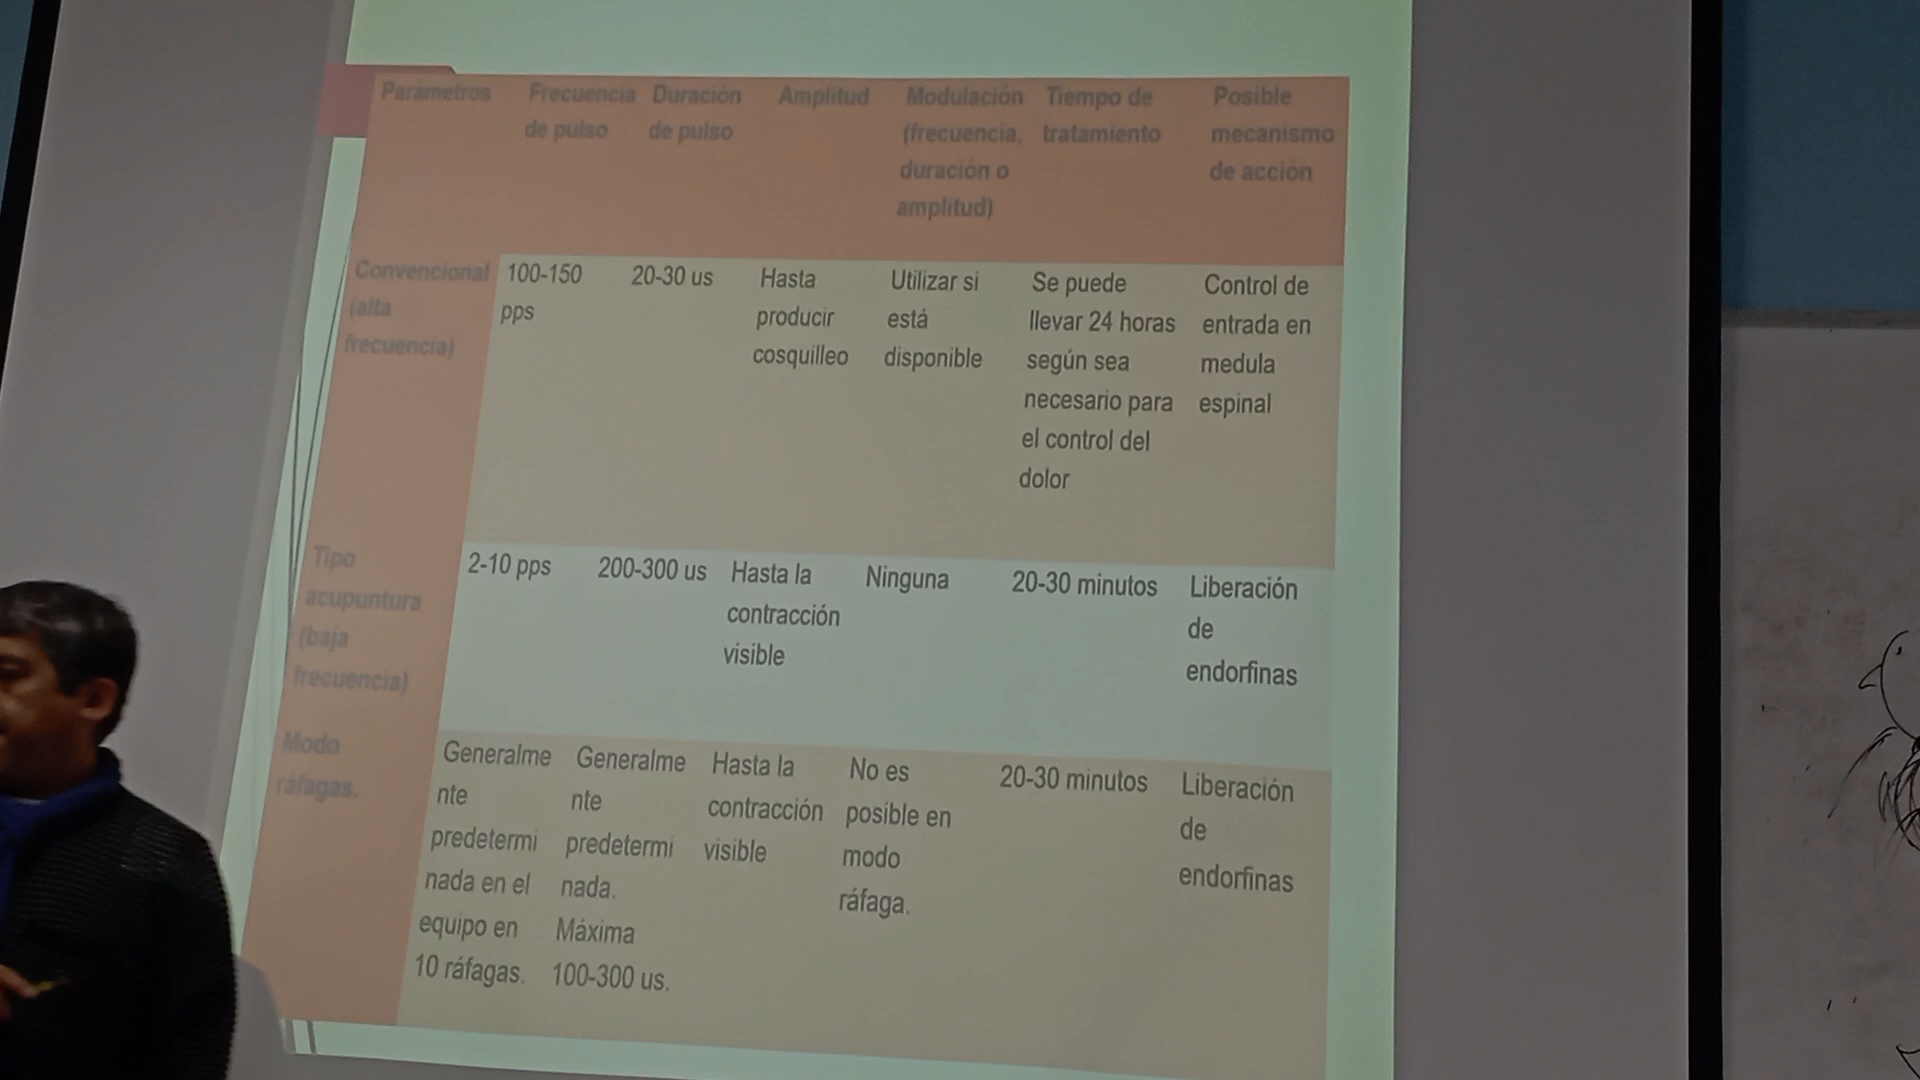 Parámetros
Frecuencia
de pulso
Duración
de pulso
Amplitud
Modulación
(frecuencia,
duración o
amplitud)
Tiempo de
tratamiento
Posible
mecanismo
de acción
Convencional
(alta
frecuencia)
100-150
pps
20-30 us
Hasta
producir
cosquilleo
Utilizar si
está
disponible
Se puede
llevar 24 horas
según sea
necesario para
el control del
dolor
Control de
entrada en
medula
espinal
Tipo
acupuntura
(baja
frecuencia)
2-10 pps
200-300 us
Hasta la
contracción
visible
Ninguna
20-30 minutos
Liberación
de
endorfinas
Modo
ráfagas.
Generalme
nte
predetermi
nada en el
equipo en
10 ráfagas.
Generalme
nte
predetermi
nada.
Máxima
100-300 us.
Hasta la
contracción
visible
No es
posible en
modo
ráfaga.
20-30 minutos
Liberación
de
endorfinas